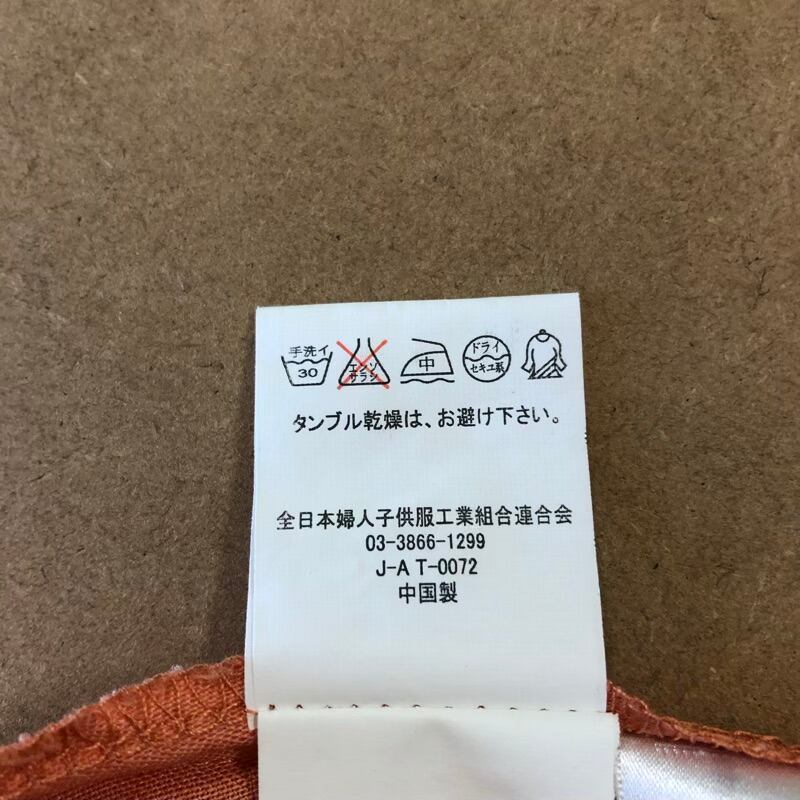 手洗イ
30
エンソ
サラシ
中
ドライ
セキユ系
タンブル乾燥は、お避け下さい。
全日本婦人子供服工業組合連合会
03-3866-1299
J-A T-0072
中国製